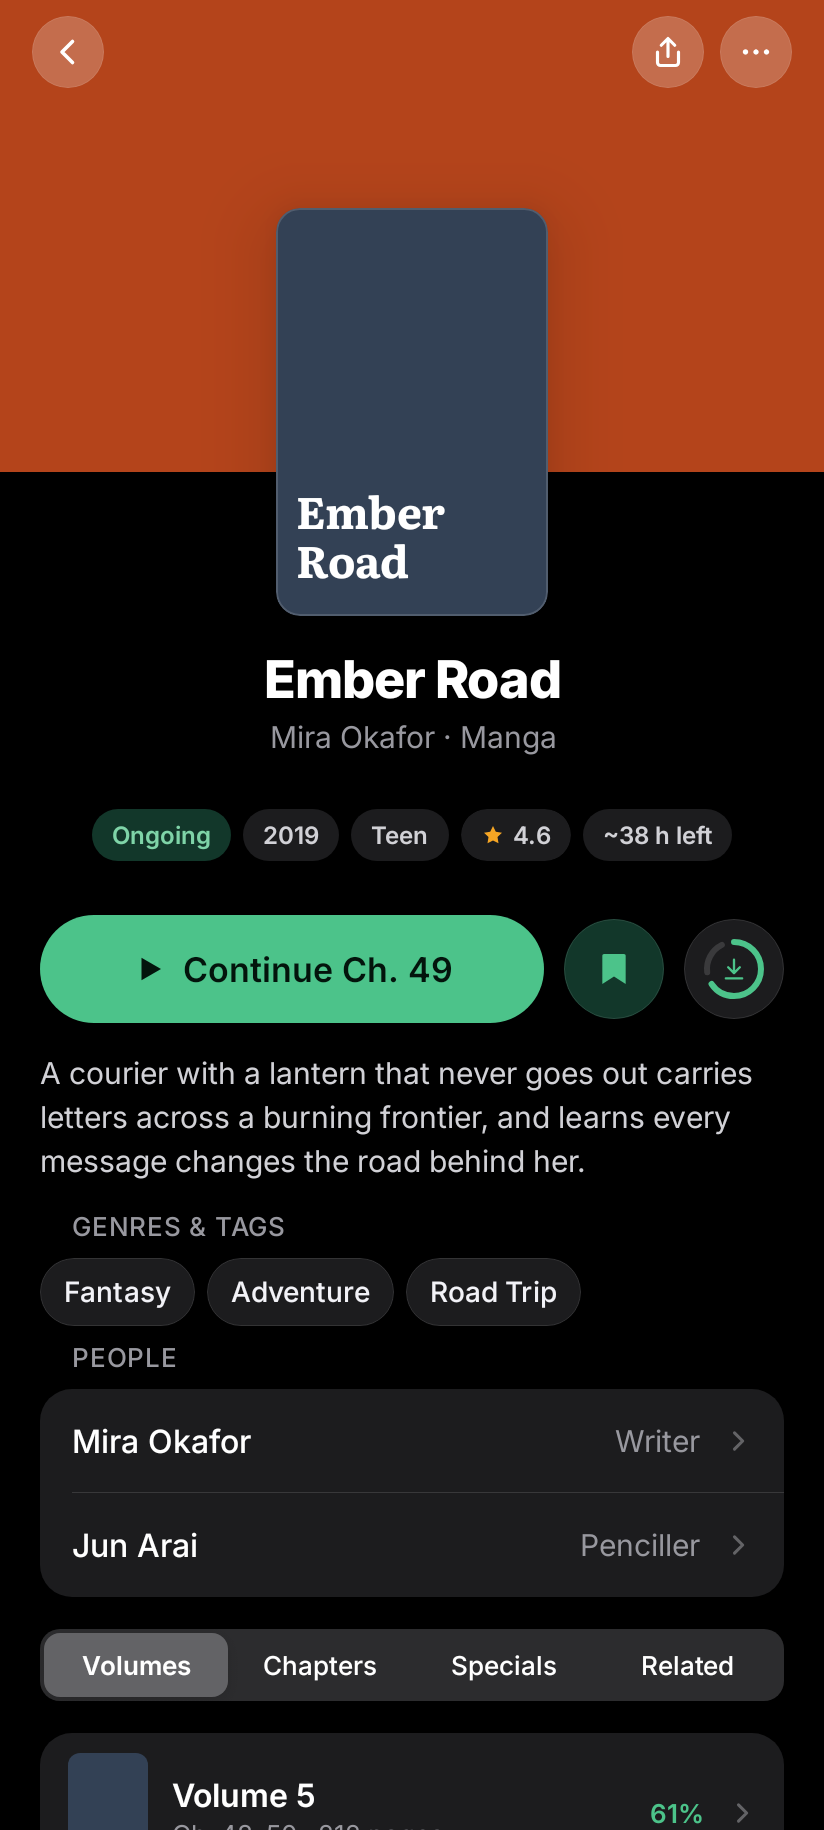 Ember
Road
Ember Road
Mira Okafor · Manga
Ongoing 2019 Teen 4.6 ~38 h left
Continue Ch. 49
A courier with a lantern that never goes out carries
letters across a burning frontier, and learns every
message changes the road behind her.
GENRES & TAGS
Fantasy Adventure Road Trip
PEOPLE
Mira Okafor Writer
Jun Arai Penciller
Volumes Chapters Specials Related
Volume 5 61%